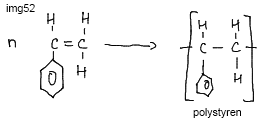 img52
H H H H
n C = C C - C
H H
polystyren